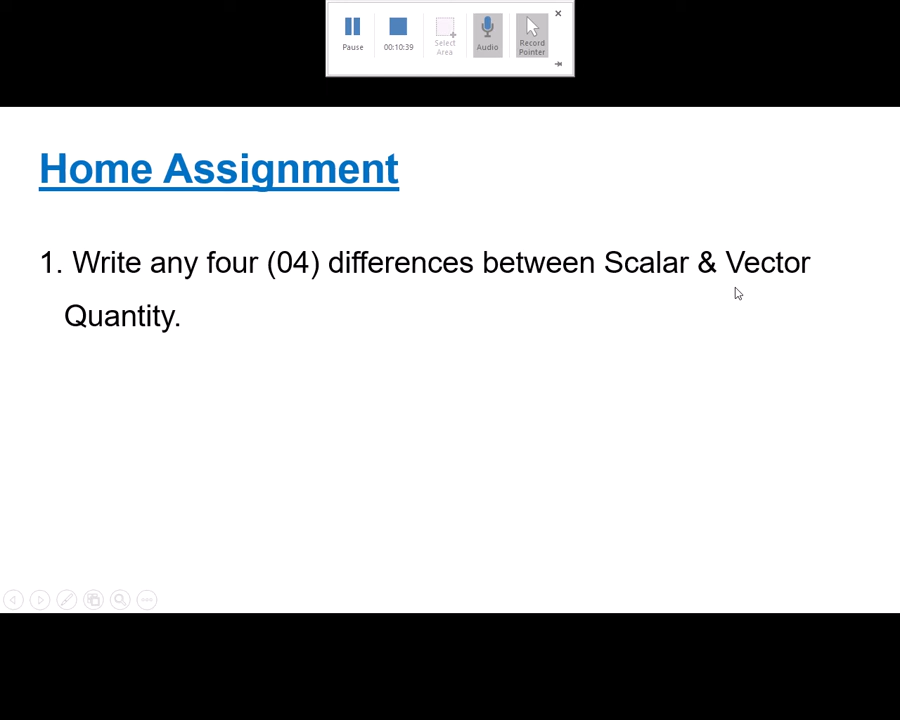 Pause
00:10:39
Select
Area
Audio
Record
Pointer
Home Assignment
1. Write any four (04) differences between Scalar & Vector
Quantity.